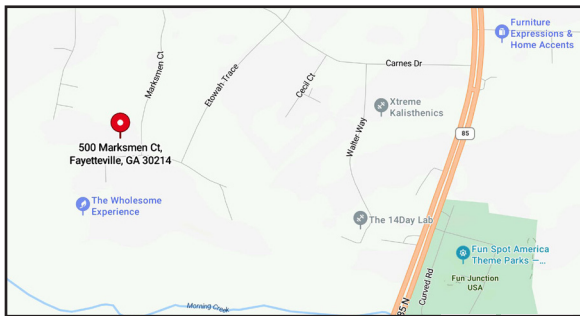 Furniture
Expressions &
Home Accents
Marksmen Ct
Etowah Trace
Cecil Ct
Carnes Dr
Xtreme
Kalisthenics
Walter Way
85
500 Marksmen Ct,
Fayetteville, GA 30214
The Wholesome
Experience
The 14Day Lab
Fun Spot America
Theme Parks —...
Fun Junction
USA
Curved Rd
85 N
Morning Creek